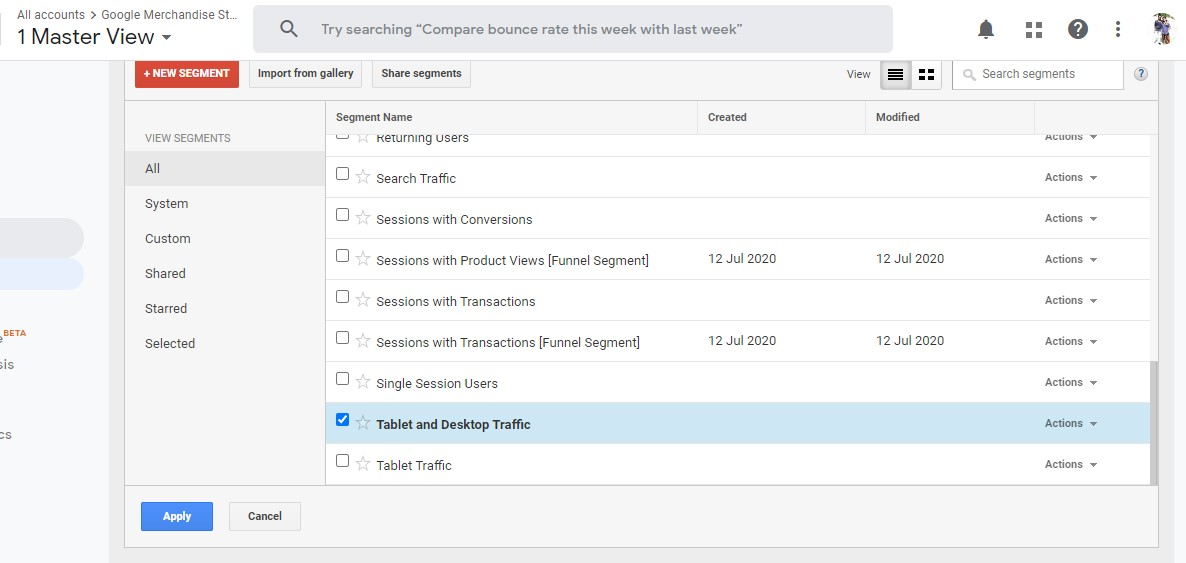 All accounts > Google Merchandise St...
1 Master View
Try searching “Compare bounce rate this week with last week”
+ NEW SEGMENT Import from gallery Share segments View Search segments ?
Segment Name Created Modified
VIEW SEGMENTS
All
System
Custom
Shared
Starred
Selected
Returning Users Actions
Search Traffic Actions
Sessions with Conversions Actions
Sessions with Product Views [Funnel Segment] 12 Jul 2020 12 Jul 2020 Actions
Sessions with Transactions Actions
Sessions with Transactions [Funnel Segment] 12 Jul 2020 12 Jul 2020 Actions
Single Session Users Actions
Tablet and Desktop Traffic Actions
Tablet Traffic Actions
BETA
sis
cs
Apply Cancel